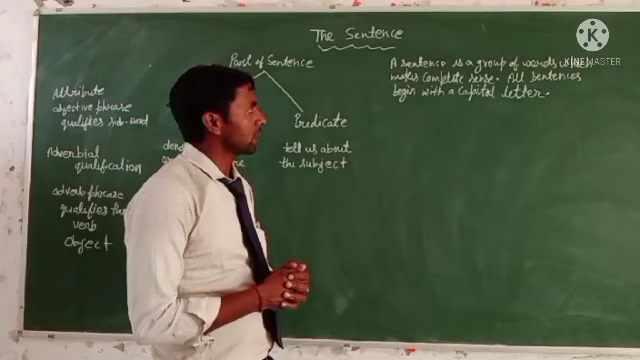 The Sentence
Part of Sentence
Attribute
adjective phrase
qualifies sub-word
Adverbial
qualification
adverb phrase
qualifies the
verb
Object
Predicate
tell us about
the subject
A sentence is a group of words which
makes complete sense. All sentences
begin with a capital letter.
KINEMASTER
K